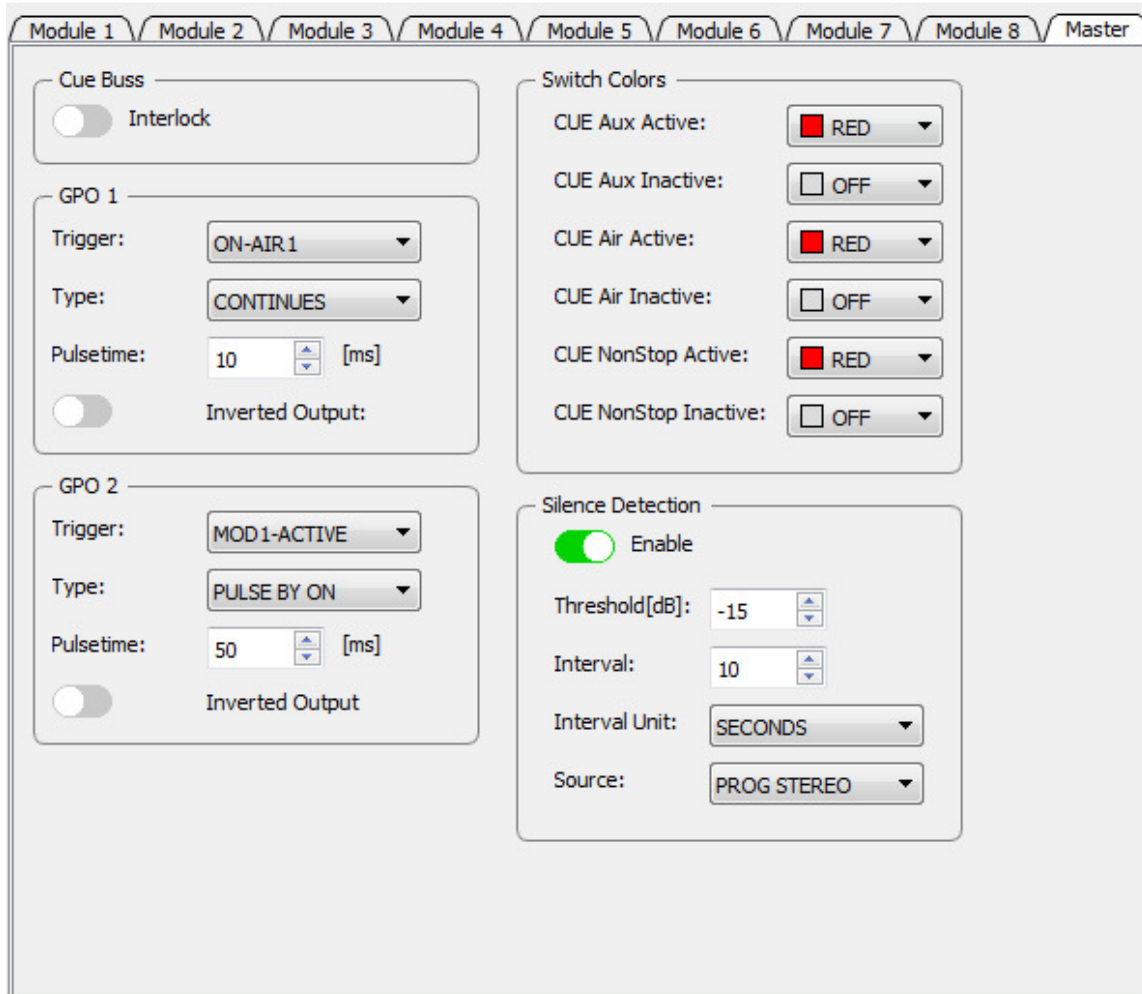 Module 1 Module 2 Module 3 Module 4 Module 5 Module 6 Module 7 Module 8 Master
Cue Buss
Interlock
GPO 1
Trigger: ON-AIR1
Type: CONTINUES
Pulsetime: 10 [ms]
Inverted Output:
GPO 2
Trigger: MOD1-ACTIVE
Type: PULSE BY ON
Pulsetime: 50 [ms]
Inverted Output
Switch Colors
CUE Aux Active: RED
CUE Aux Inactive: OFF
CUE Air Active: RED
CUE Air Inactive: OFF
CUE NonStop Active: RED
CUE NonStop Inactive: OFF
Silence Detection
Enable
Threshold[dB]: -15
Interval: 10
Interval Unit: SECONDS
Source: PROG STEREO